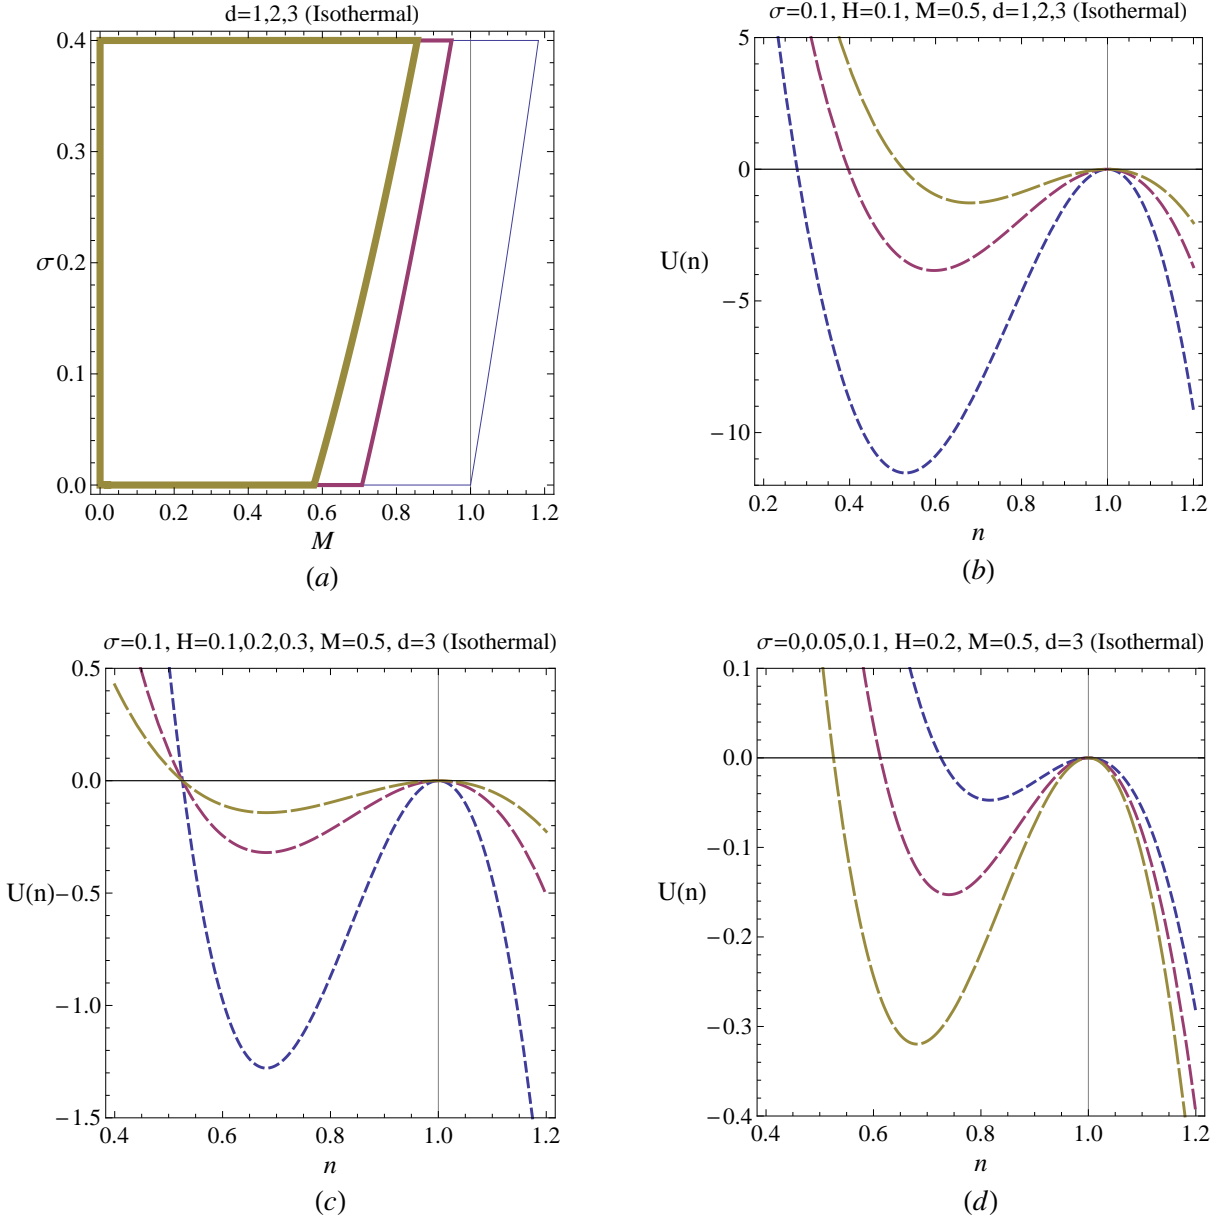 d=1,2,3 (Isothermal)
0.4
0.3
σ 0.2
0.1
0.0
0.0 0.2 0.4 0.6 0.8 1.0 1.2
M
(a)
σ=0.1, H=0.1, M=0.5, d=1,2,3 (Isothermal)
5
0
U(n)
−5
−10
0.2 0.4 0.6 0.8 1.0 1.2
n
(b)
σ=0.1, H=0.1,0.2,0.3, M=0.5, d=3 (Isothermal)
0.5
0.0
U(n) −0.5
−1.0
−1.5
0.4 0.6 0.8 1.0 1.2
n
(c)
σ=0,0.05,0.1, H=0.2, M=0.5, d=3 (Isothermal)
0.1
0.0
−0.1
U(n)
−0.2
−0.3
−0.4
0.4 0.6 0.8 1.0 1.2
n
(d)